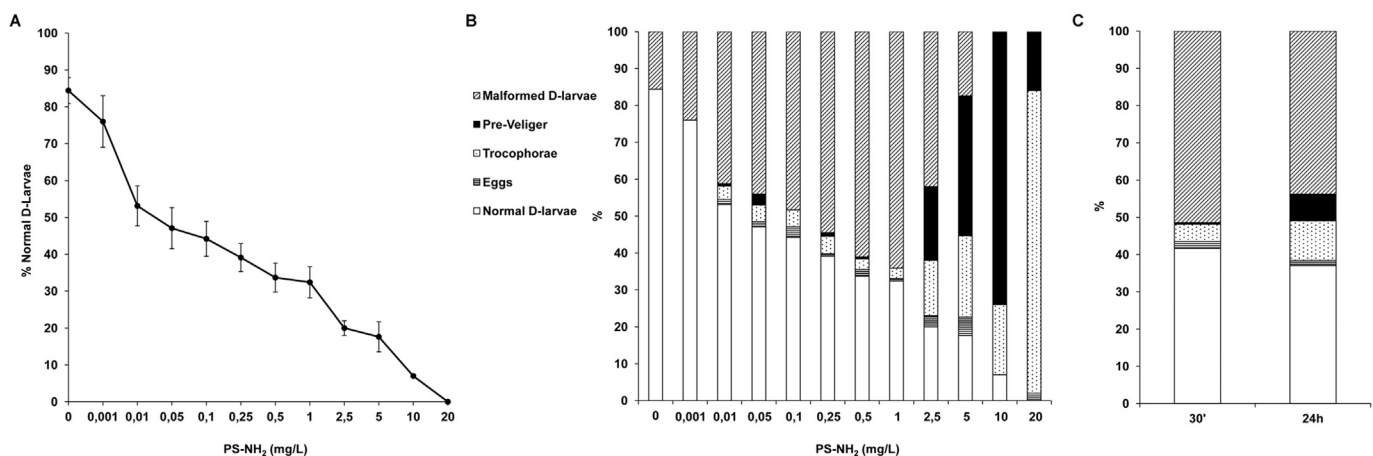 A
100
90
80
70
60
50
40
30
20
10
0
% Normal D-Larvae
0 0,001 0,01 0,05 0,1 0,25 0,5 1 2,5 5 10 20
PS-NH₂ (mg/L)
B
Malformed D-larvae
Pre-Veliger
Trocophorae
Eggs
Normal D-larvae
100
90
80
70
60
50
40
30
20
10
0
%
0 0,001 0,01 0,05 0,1 0,25 0,5 1 2,5 5 10 20
PS-NH₂ (mg/L)
C
100
90
80
70
60
50
40
30
20
10
0
%
30' 24h